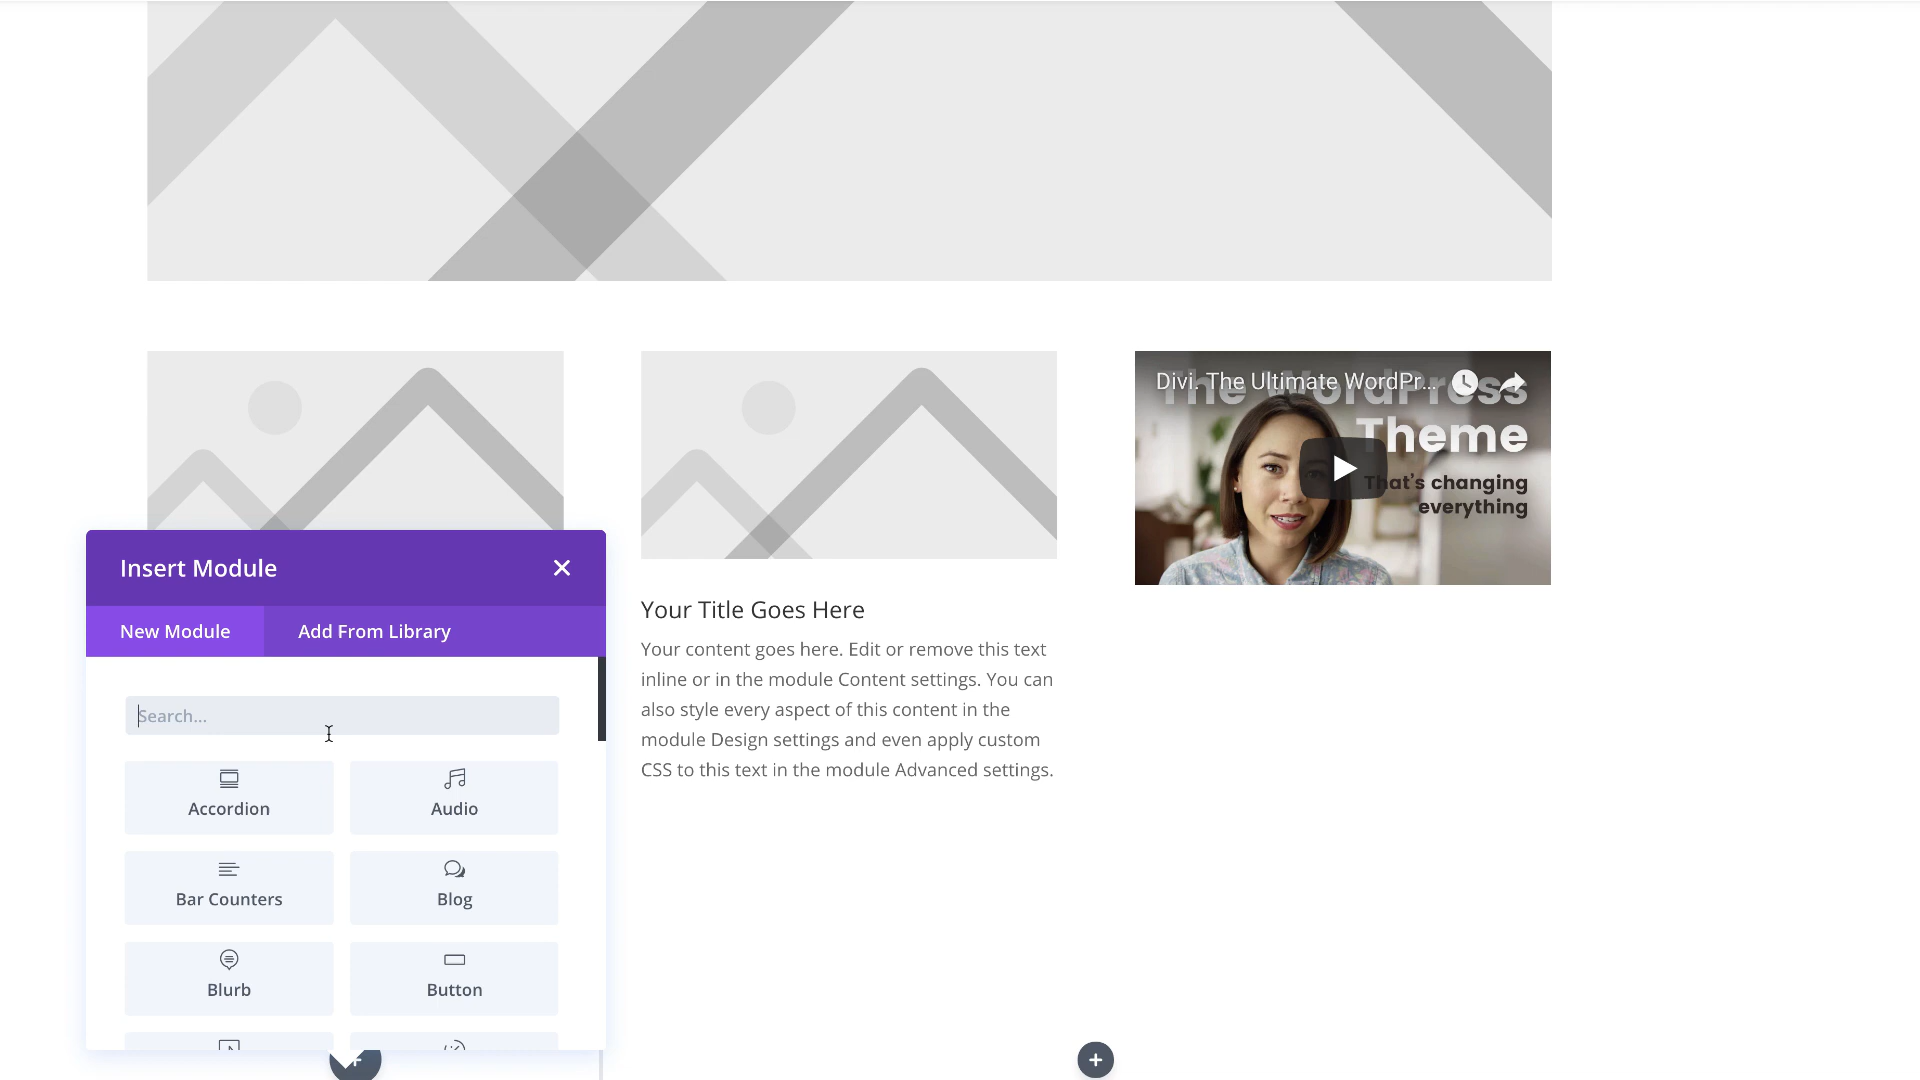 Divi. The Ultimate WordPr...
The WordPress
Theme
That's changing
everything
Insert Module
New Module
Add From Library
Search...
Accordion
Audio
Bar Counters
Blog
Blurb
Button
Your Title Goes Here
Your content goes here. Edit or remove this text
inline or in the module Content settings. You can
also style every aspect of this content in the
module Design settings and even apply custom
CSS to this text in the module Advanced settings.